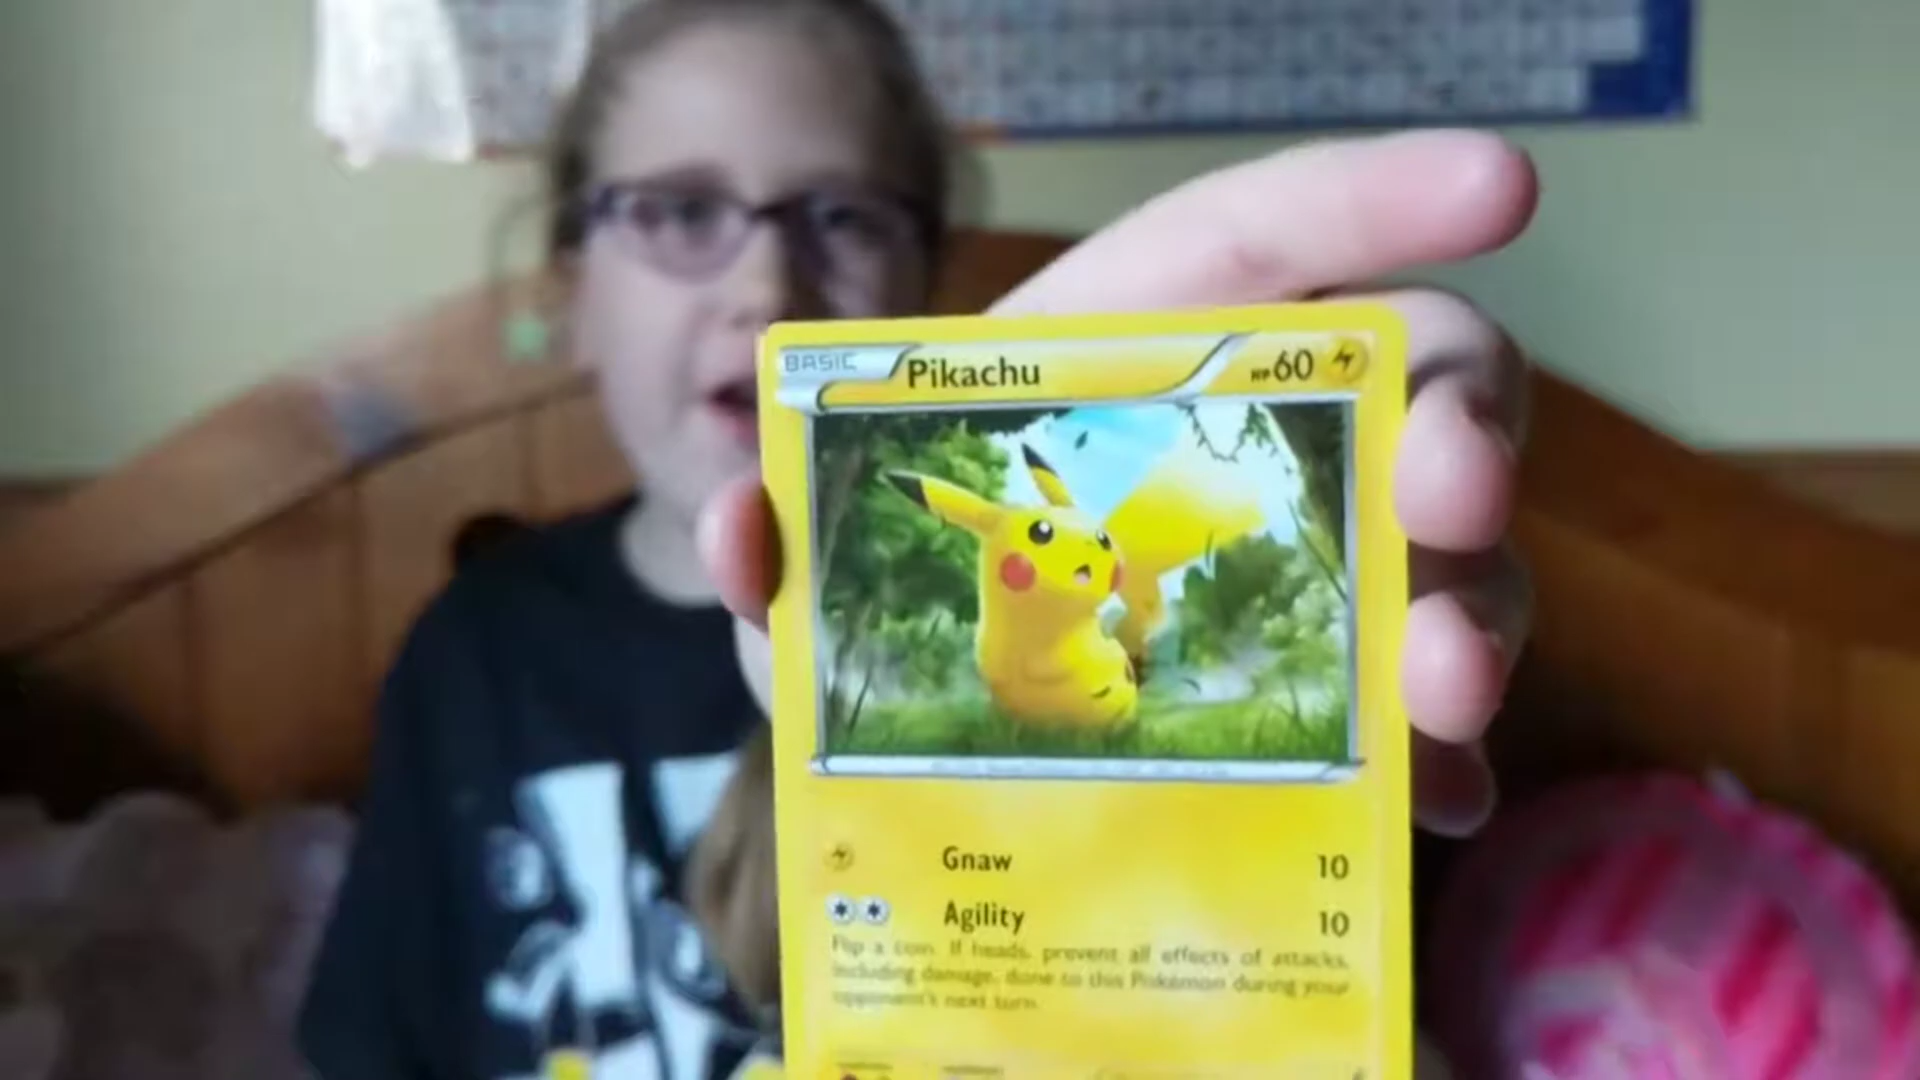 BASIC Pikachu HP60
Gnaw 10
Agility 10
Flip a coin. If heads, prevent all effects of attacks,
including damage, done to this Pokémon during your
opponent's next turn.